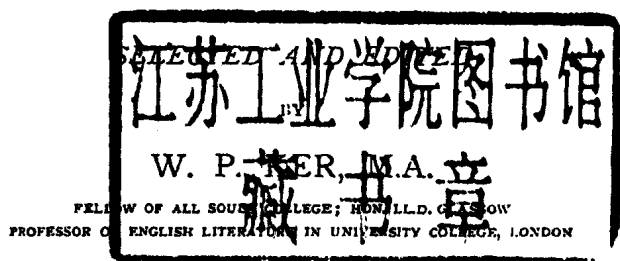 SELECTED AND EDITED
江苏工业学院图书馆
BY
W. P. KER, M.A.
藏书章
FELLOW OF ALL SOULS COLLEGE; HON. LL.D. GLASGOW
PROFESSOR OF ENGLISH LITERATURE IN UNIVERSITY COLLEGE, LONDON